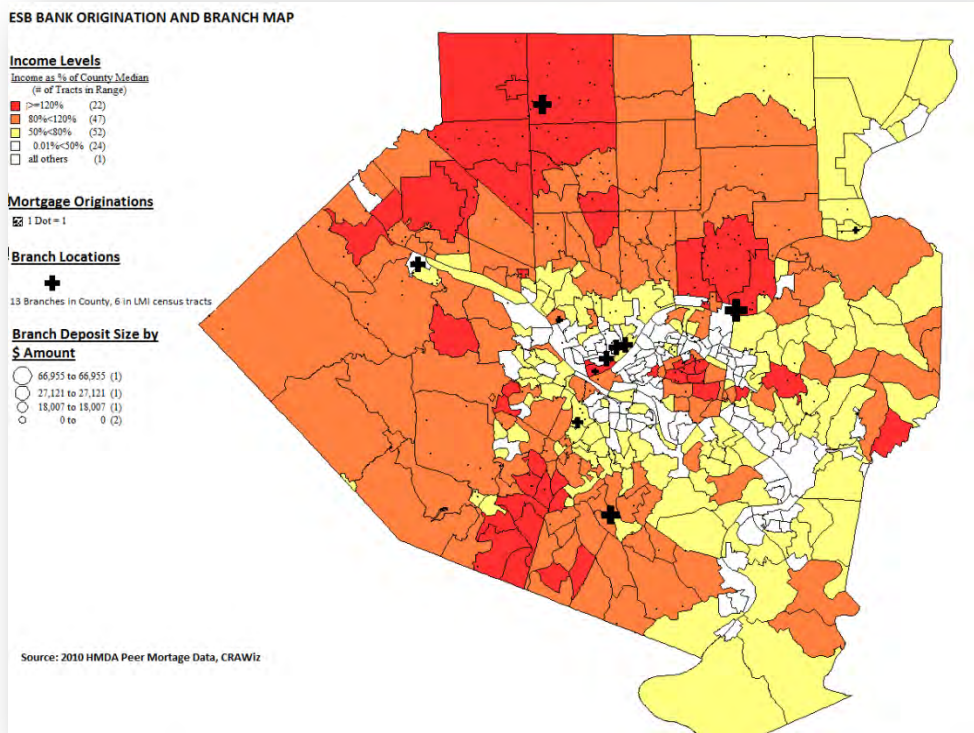 ESB BANK ORIGINATION AND BRANCH MAP
Income Levels
Income as % of County Median
(# of Tracts in Range)
>=120% (22)
80%<120% (47)
50%<80% (52)
0.01%<50% (24)
all others (1)
Mortgage Originations
1 Dot = 1
Branch Locations
13 Branches in County, 6 in LMI census tracts
Branch Deposit Size by
$ Amount
66,955 to 66,955 (1)
27,121 to 27,121 (1)
18,007 to 18,007 (1)
0 to 0 (2)
Source: 2010 HMDA Peer Mortage Data, CRAWiz